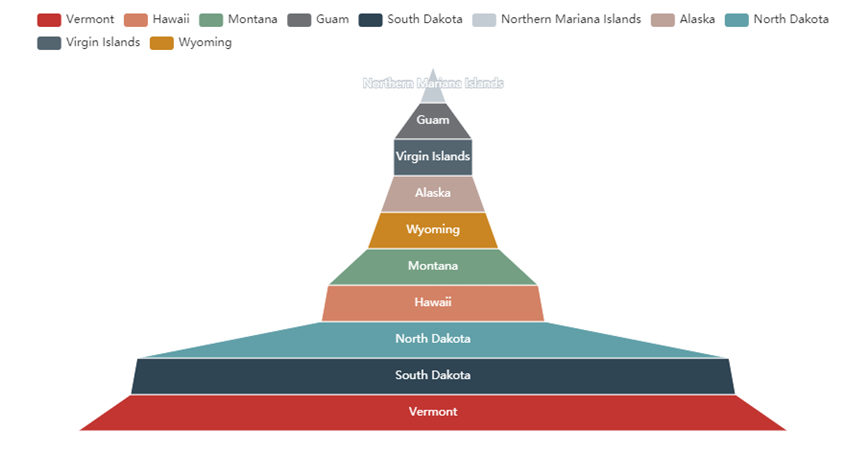 Vermont Hawaii Montana Guam South Dakota Northern Mariana Islands Alaska North Dakota
Virgin Islands Wyoming
Northern Mariana Islands
Guam
Virgin Islands
Alaska
Wyoming
Montana
Hawaii
North Dakota
South Dakota
Vermont